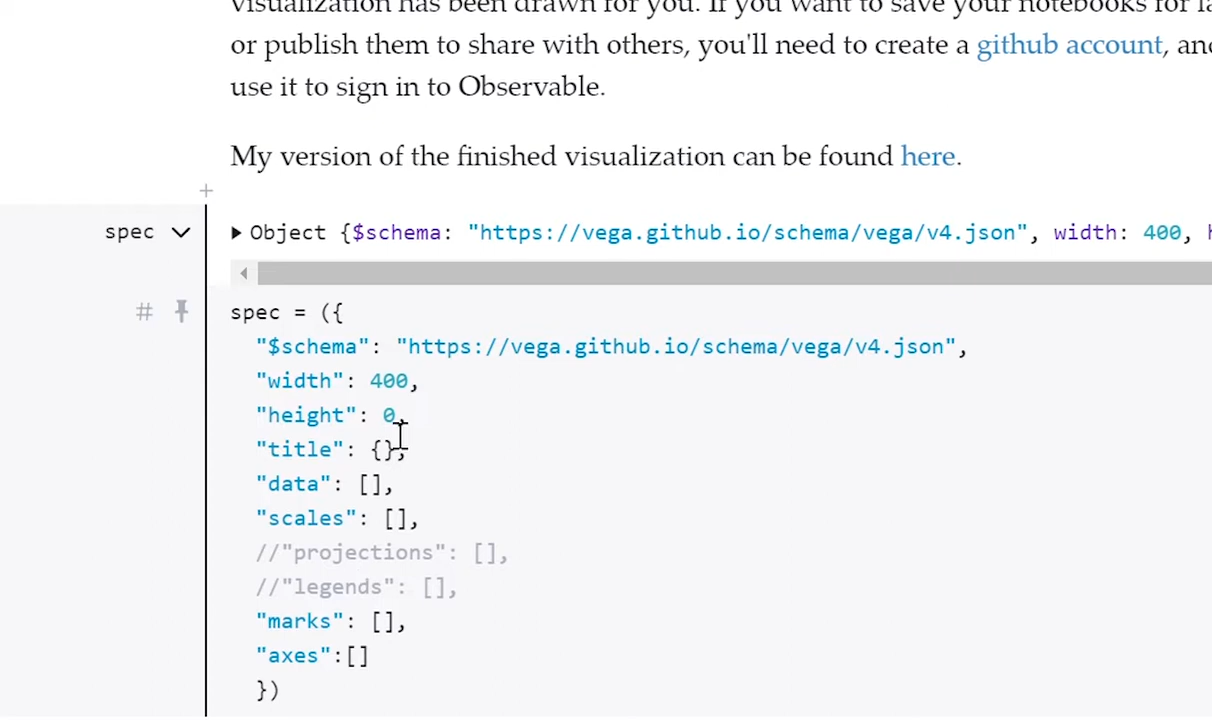 visualization has been drawn for you. If you want to save your notebooks for
or publish them to share with others, you'll need to create a github account,
use it to sign in to Observable.
My version of the finished visualization can be found here.
+
spec
Object {$schema: "https://vega.github.io/schema/vega/v4.json", width: 400,
# spec = ({
"$schema": "https://vega.github.io/schema/vega/v4.json",
"width": 400,
"height": 0,
"title": {},
"data": [],
"scales": [],
//"projections": [],
//"legends": [],
"marks": [],
"axes":[]
})